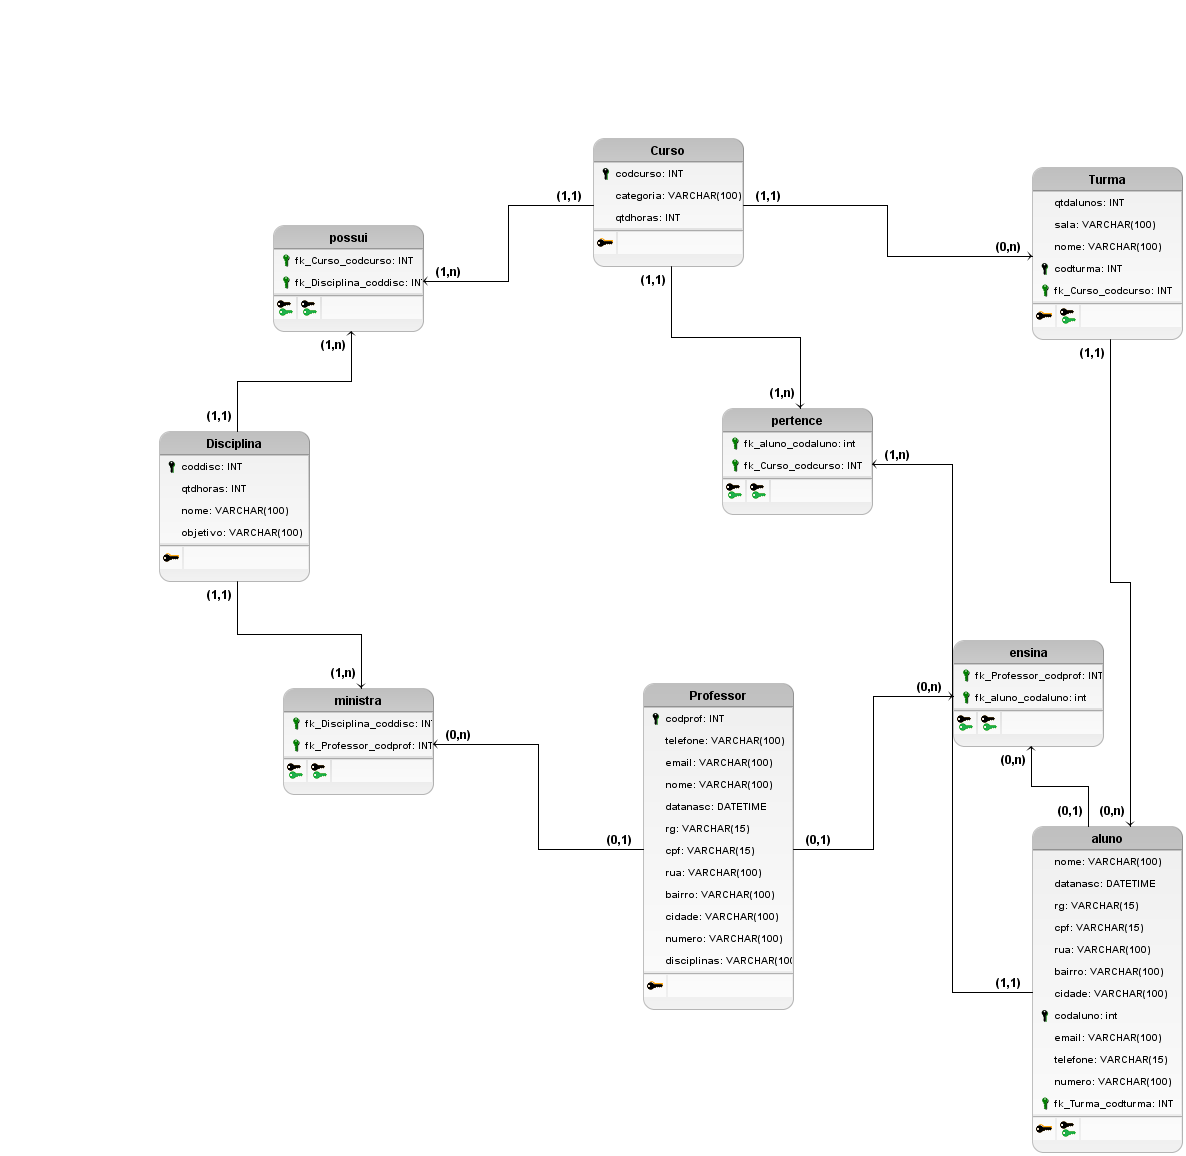 Curso
codcurso: INT
categoria: VARCHAR(100)
qtdhoras: INT
(1,1)
(1,1)
(1,1)
Turma
qtdalunos: INT
sala: VARCHAR(100)
nome: VARCHAR(100)
codturma: INT
fk_Curso_codcurso: INT
(0,n)
(1,1)
possui
fk_Curso_codcurso: INT
fk_Disciplina_coddisc: IN
(1,n)
(1,n)
(1,1)
Disciplina
coddisc: INT
qtdhoras: INT
nome: VARCHAR(100)
objetivo: VARCHAR(100)
(1,1)
(1,n)
pertence
fk_aluno_codaluno: int
fk_Curso_codcurso: INT
(1,n)
(1,n)
ministra
fk_Disciplina_coddisc: IN
fk_Professor_codprof: INT
(0,n)
(0,1)
Professor
codprof: INT
telefone: VARCHAR(100)
email: VARCHAR(100)
nome: VARCHAR(100)
datanasc: DATETIME
rg: VARCHAR(15)
cpf: VARCHAR(15)
rua: VARCHAR(100)
bairro: VARCHAR(100)
cidade: VARCHAR(100)
numero: VARCHAR(100)
disciplinas: VARCHAR(10
(0,1)
(0,n)
ensina
fk_Professor_codprof: INT
fk_aluno_codaluno: int
(0,n)
(0,1)
(0,n)
aluno
nome: VARCHAR(100)
datanasc: DATETIME
rg: VARCHAR(15)
cpf: VARCHAR(15)
rua: VARCHAR(100)
bairro: VARCHAR(100)
cidade: VARCHAR(100)
codaluno: int
email: VARCHAR(100)
telefone: VARCHAR(15)
numero: VARCHAR(100)
fk_Turma_codturma: INT
(1,1)